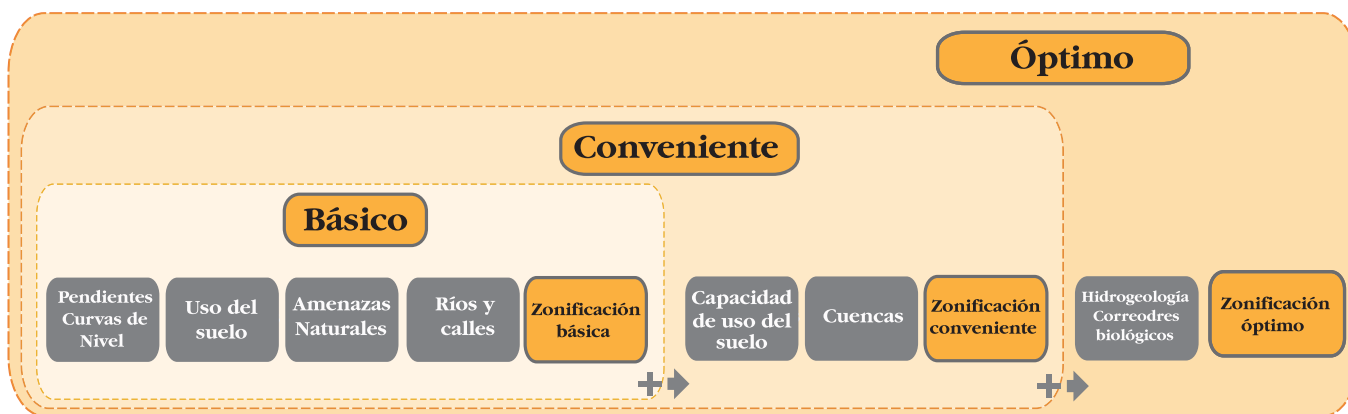 Óptimo
Conveniente
Básico
Pendientes
Curvas de
Nivel
Uso del
suelo
Amenazas
Naturales
Ríos y
calles
Zonificación
básica
Capacidad
de uso del
suelo
Cuencas
Zonificación
conveniente
Hidrogeología
Correodres
biológicos
Zonificación
óptimo